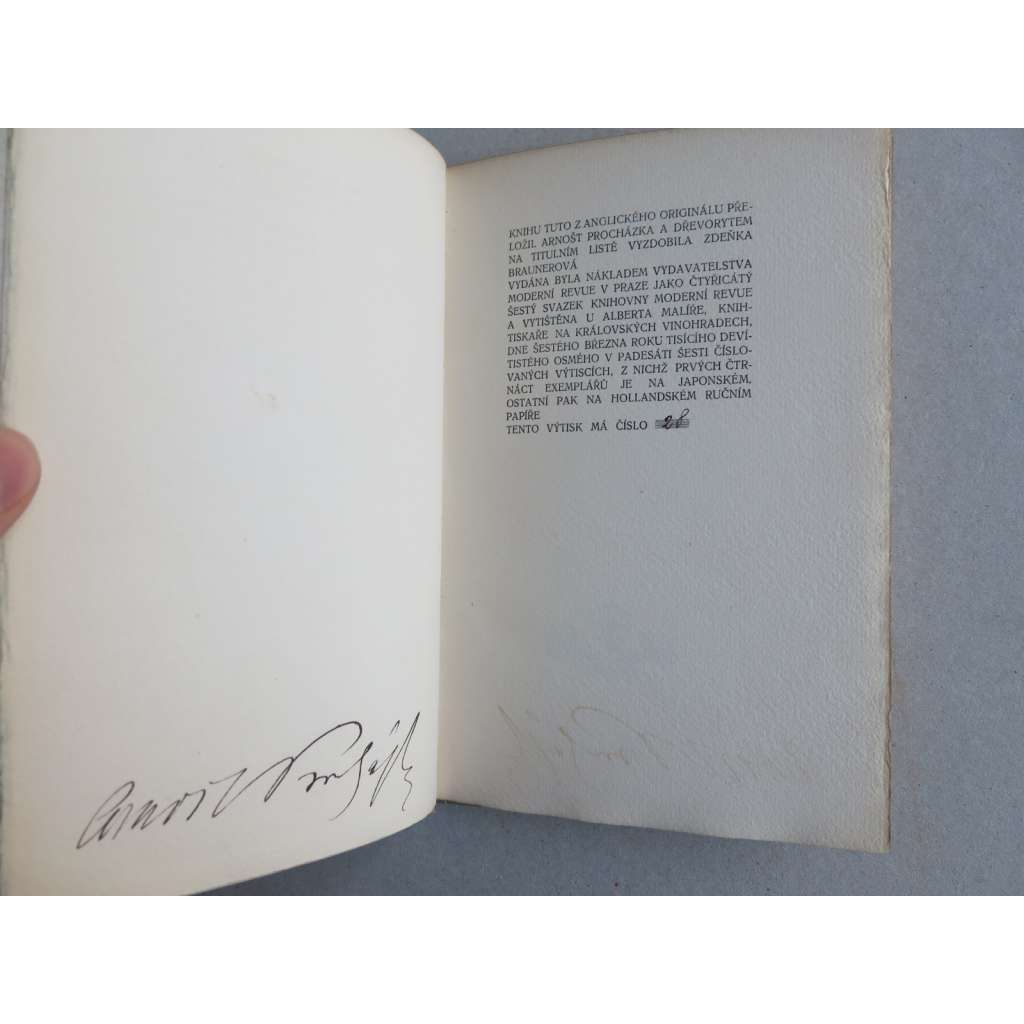 Arnošt Procházka
KNIHU TUTO Z ANGLICKÉHO ORIGINÁLU PŘE-
LOŽIL ARNOŠT PROCHÁZKA A DŘEVORYTEM
NA TITULNÍM LISTĚ VYZDOBILA ZDEŇKA
BRAUNEROVÁ
VYDÁNA BYLA NÁKLADEM VYDAVATELSTVA
MODERNÍ REVUE V PRAZE JAKO ČTYŘICÁTÝ
ŠESTÝ SVAZEK KNIHOVNY MODERNÍ REVUE
A VYTIŠTĚNA U ALBERTA MALÍŘE, KNIH-
TISKAŘE NA KRÁLOVSKÝCH VINOHRADECH,
DNE ŠESTÉHO BŘEZNA ROKU TISÍCÍHO DEVÍ-
TISTÉHO OSMÉHO V PADESÁTI ŠESTI ČÍSLO-
VANÝCH VÝTISCÍCH, Z NICHŽ PRVÝCH ČTR-
NÁCT EXEMPLÁŘŮ JE NA JAPONSKÉM,
OSTATNÍ PAK NA HOLLANDSKÉM RUČNÍM
PAPÍŘE
TENTO VÝTISK MÁ ČÍSLO 28